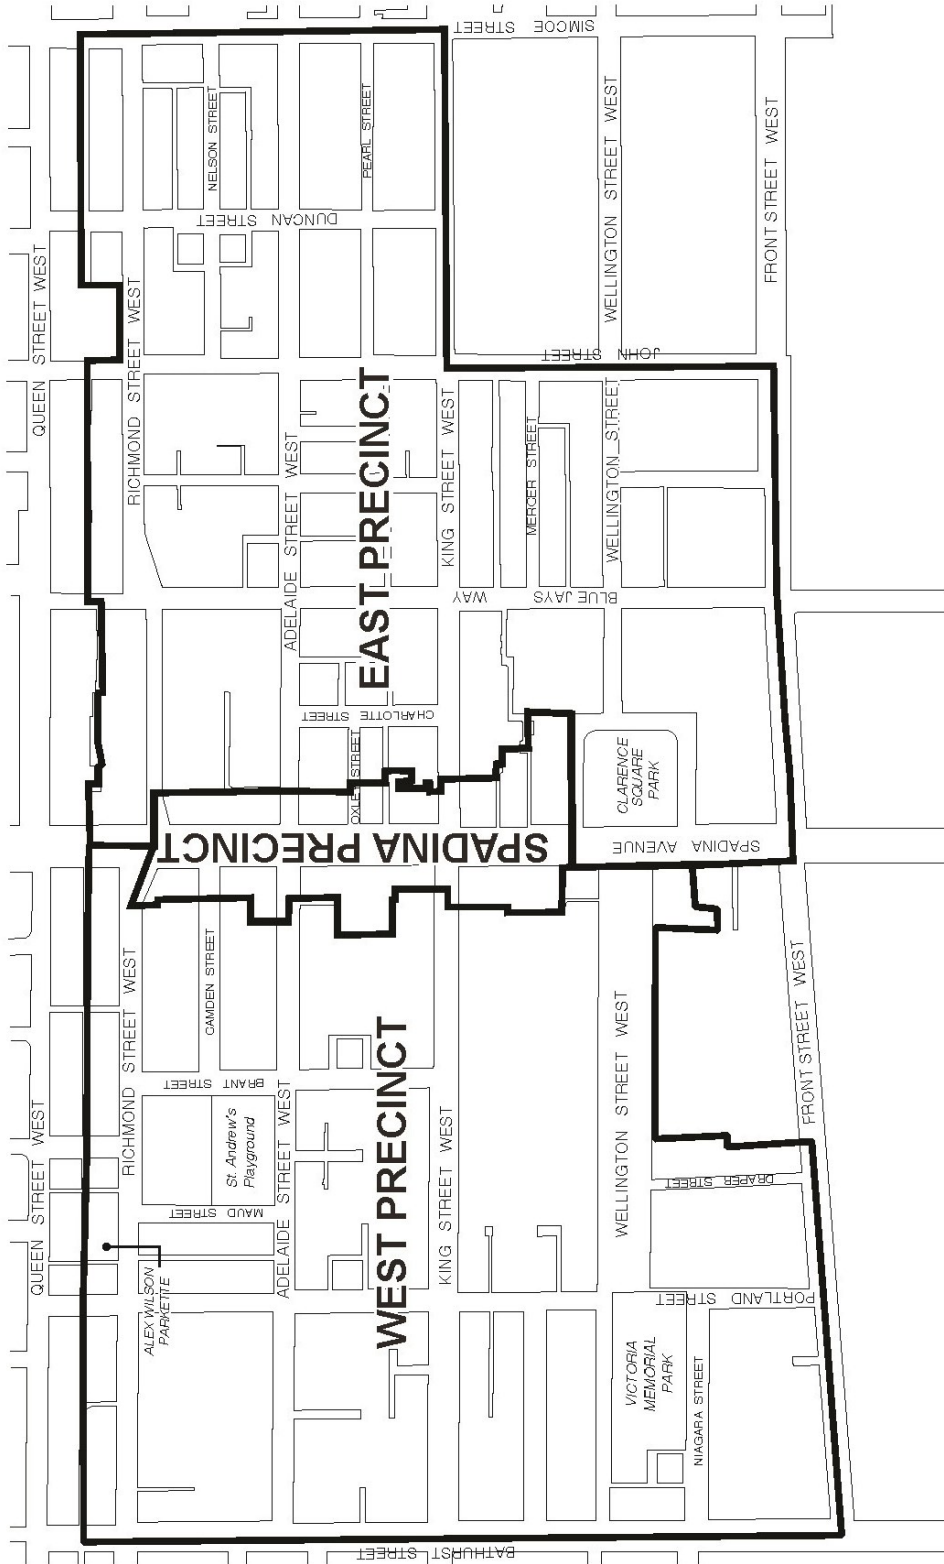 SIMCOE STREET
NELSON STREET
PEARL STREET
WELLINGTON STREET WEST
FRONT STREET WEST
DUNCAN STREET
QUEEN STREET WEST
RICHMOND STREET WEST
JOHN STREET
EAST PRECINCT
ADELAIDE STREET WEST
KING STREET WEST
MERCER STREET
WELLINGTON STREET
BLUE JAYS WAY
CHARLOTTE STREET
STREET
CLARENCE
SQUARE
PARK
SPADINA PRECINCT
SPADINA AVENUE
CAMDEN STREET
RICHMOND STREET WEST
BRANT STREET
WEST PRECINCT
WELLINGTON STREET WEST
FRONT STREET WEST
QUEEN STREET WEST
St. Andrew's
Playground
ADELAIDE STREET WEST
KING STREET WEST
MAUD STREET
DRAPER STREET
ALEX WILSON
PARKETTE
PORTLAND STREET
VICTORIA
MEMORIAL
PARK
NIAGARA STREET
BATHURST STREET